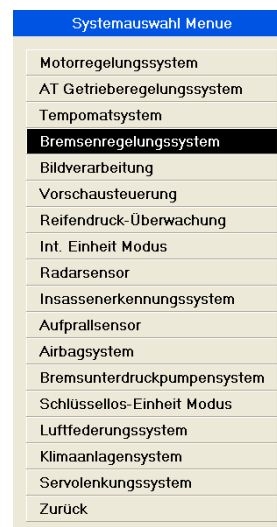 Systemauswahl Menue
Motorregelungssystem
AT Getrieberegelungssystem
Tempomatsystem
Bremsenregelungssystem
Bildverarbeitung
Vorschausteuerung
Reifendruck-Überwachung
Int. Einheit Modus
Radarsensor
Insassenerkennungssystem
Aufprallsensor
Airbagsystem
Bremsunterdruckpumpensystem
Schlüssellos-Einheit Modus
Luftfederungssystem
Klimaanlagensystem
Servolenkungssystem
Zurück